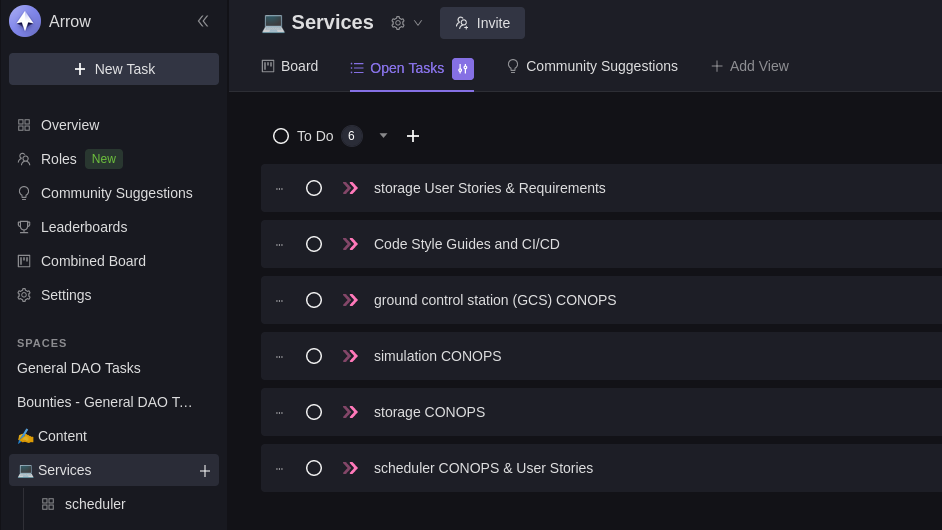 Arrow
New Task
Overview
Roles New
Community Suggestions
Leaderboards
Combined Board
Settings
SPACES
General DAO Tasks
Bounties - General DAO T…
✍️ Content
💻 Services
scheduler
💻 Services
Invite
Board
Open Tasks
Community Suggestions
Add View
To Do 6
storage User Stories & Requirements
Code Style Guides and CI/CD
ground control station (GCS) CONOPS
simulation CONOPS
storage CONOPS
scheduler CONOPS & User Stories